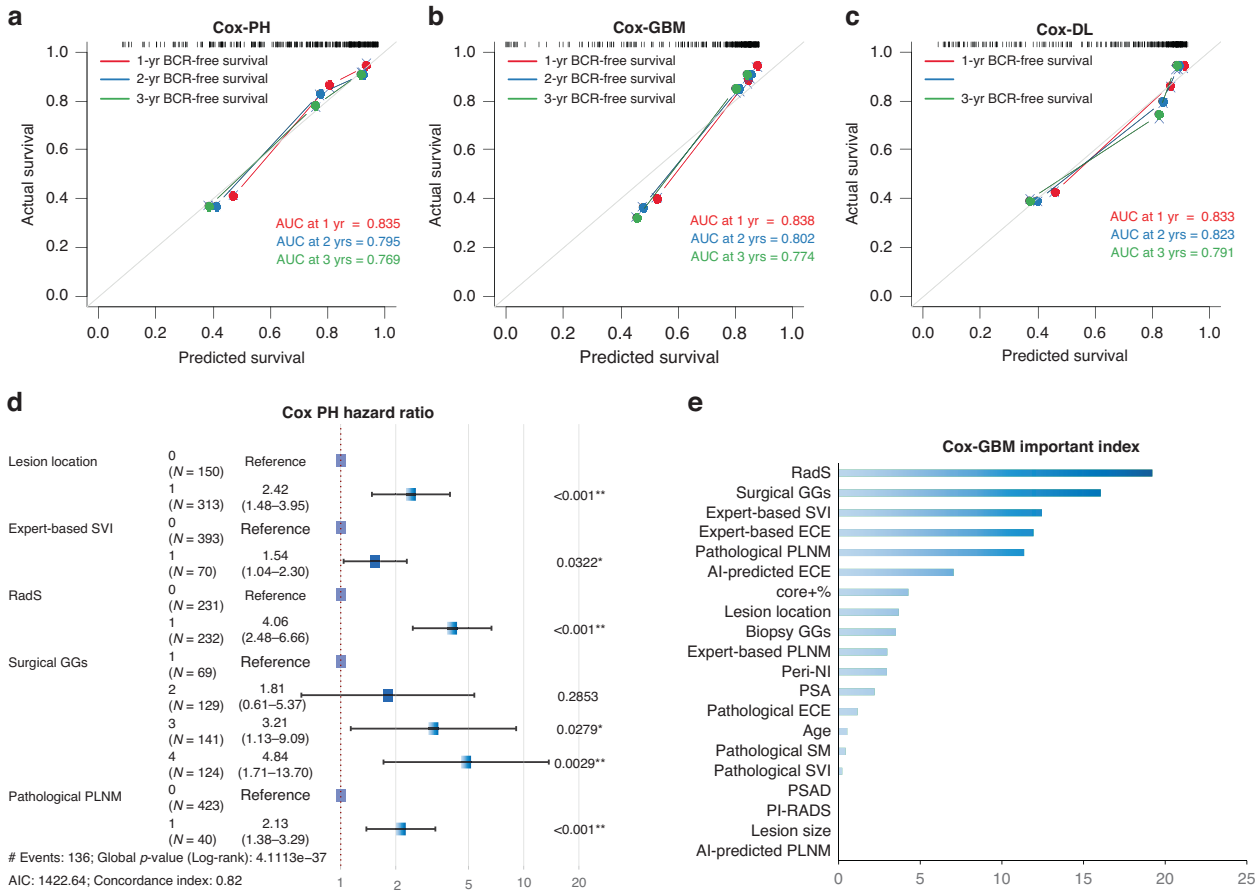 a
Cox-PH
1.0
0.8
0.6
0.4
0.2
0.0
Actual survival
1-yr BCR-free survival
2-yr BCR-free survival
3-yr BCR-free survival
AUC at 1 yr = 0.835
AUC at 2 yrs = 0.795
AUC at 3 yrs = 0.769
0.0 0.2 0.4 0.6 0.8 1.0
Predicted survival
b
Cox-GBM
1.0
0.8
0.6
0.4
0.2
0.0
Actual survival
1-yr BCR-free survival
2-yr BCR-free survival
3-yr BCR-free survival
AUC at 1 yr = 0.838
AUC at 2 yrs = 0.802
AUC at 3 yrs = 0.774
0.0 0.2 0.4 0.6 0.8 1.0
Predicted survival
c
Cox-DL
1.0
0.8
0.6
0.4
0.2
0.0
Actual survival
1-yr BCR-free survival
3-yr BCR-free survival
AUC at 1 yr = 0.833
AUC at 2 yrs = 0.823
AUC at 3 yrs = 0.791
0.0 0.2 0.4 0.6 0.8 1.0
Predicted survival
d
Cox PH hazard ratio
Lesion location 0 Reference
(N = 150)
1 2.42 <0.001**
(N = 313) (1.48–3.95)
Expert-based SVI 0 Reference
(N = 393)
1 1.54 0.0322*
(N = 70) (1.04–2.30)
RadS 0 Reference
(N = 231)
1 4.06 <0.001**
(N = 232) (2.48–6.66)
Surgical GGs 1 Reference
(N = 69)
2 1.81 0.2853
(N = 129) (0.61–5.37)
3 3.21 0.0279*
(N = 141) (1.13–9.09)
4 4.84 0.0029**
(N = 124) (1.71–13.70)
Pathological PLNM 0 Reference
(N = 423)
1 2.13 <0.001**
(N = 40) (1.38–3.29)
# Events: 136; Global p-value (Log-rank): 4.1113e−37
AIC: 1422.64; Concordance index: 0.82
1 2 5 10 20
e
Cox-GBM important index
RadS
Surgical GGs
Expert-based SVI
Expert-based ECE
Pathological PLNM
AI-predicted ECE
core+%
Lesion location
Biopsy GGs
Expert-based PLNM
Peri-NI
PSA
Pathological ECE
Age
Pathological SM
Pathological SVI
PSAD
PI-RADS
Lesion size
AI-predicted PLNM
0 5 10 15 20 25